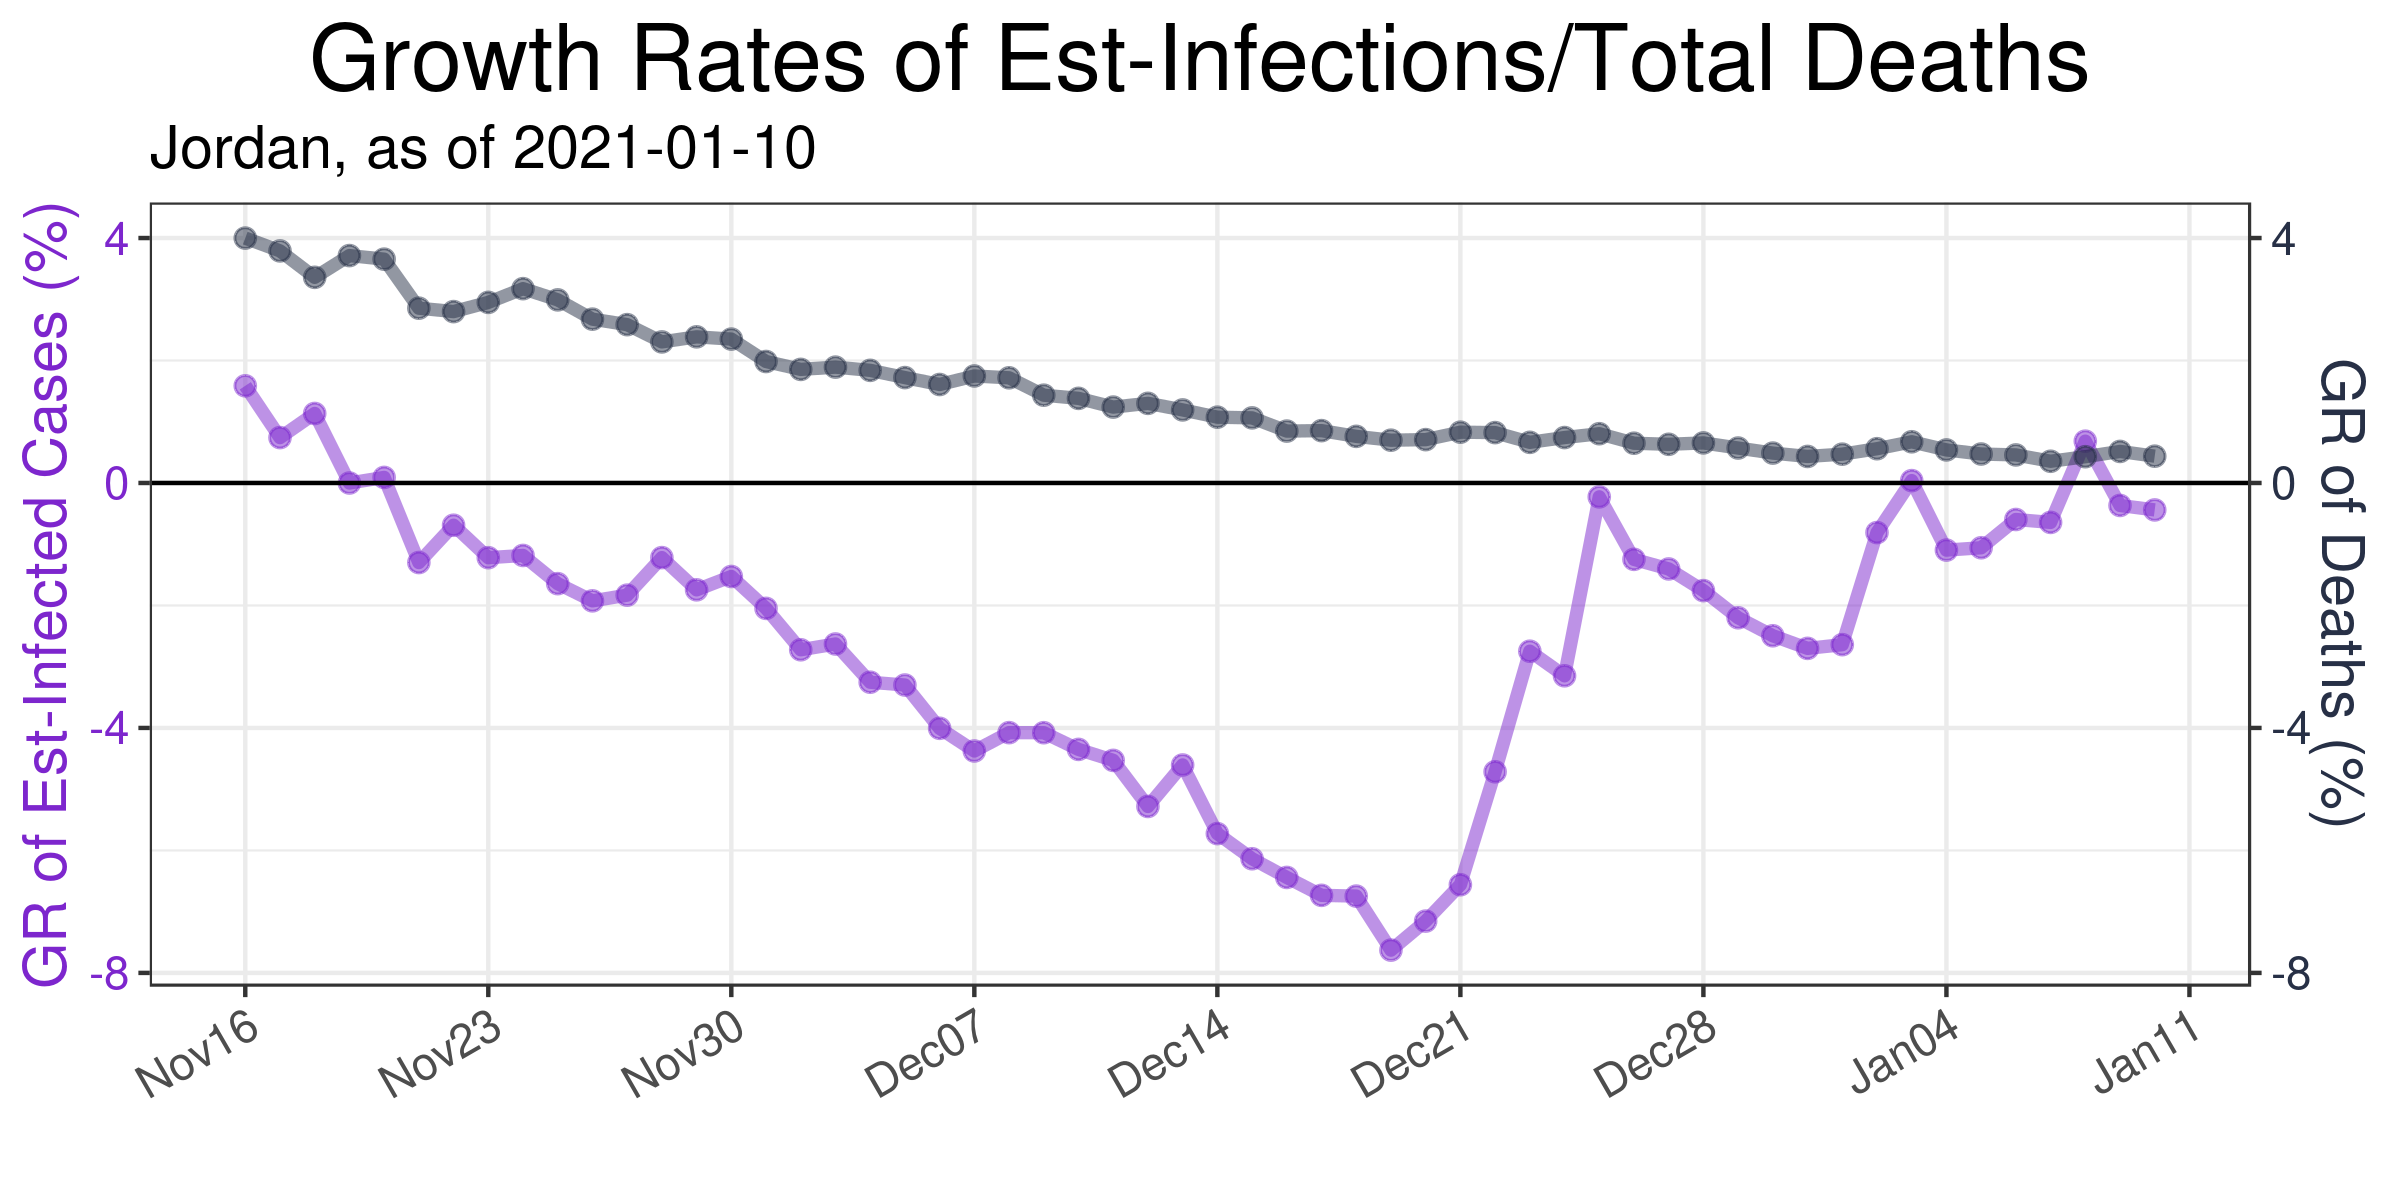 Growth Rates of Est-Infections/Total Deaths
Jordan, as of 2021-01-10
GR of Est-Infected Cases (%)
4
0
-4
-8
4
0
-4
-8
GR of Deaths (%)
Nov16
Nov23
Nov30
Dec07
Dec14
Dec21
Dec28
Jan04
Jan11